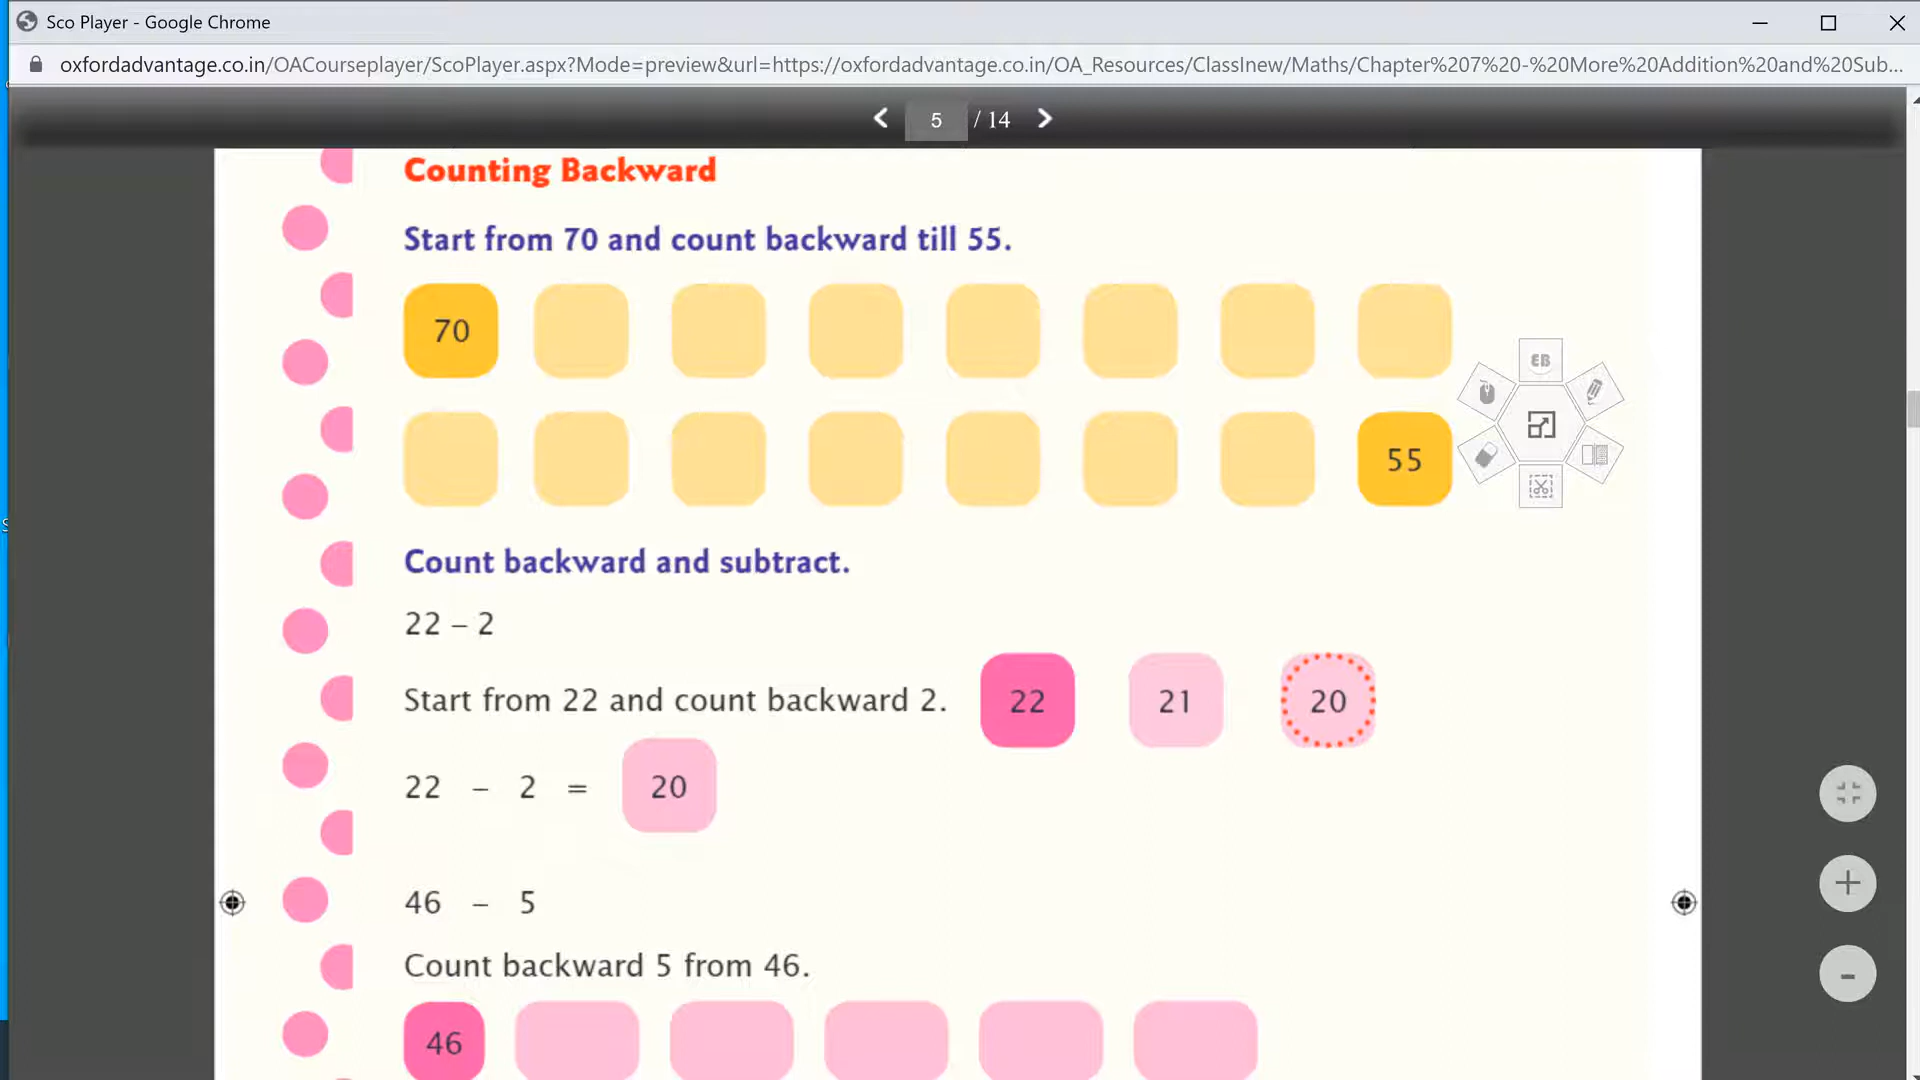 Sco Player - Google Chrome
oxfordadvantage.co.in/OACourseplayer/ScoPlayer.aspx?Mode=preview&url=https://oxfordadvantage.co.in/OA_Resources/ClassInew/Maths/Chapter%207%20-%20More%20Addition%20and%20Sub...
5 / 14
Counting Backward
Start from 70 and count backward till 55.
70
EB
55
Count backward and subtract.
22 – 2
Start from 22 and count backward 2. 22 21 20
22 – 2 = 20
46 – 5
Count backward 5 from 46.
46